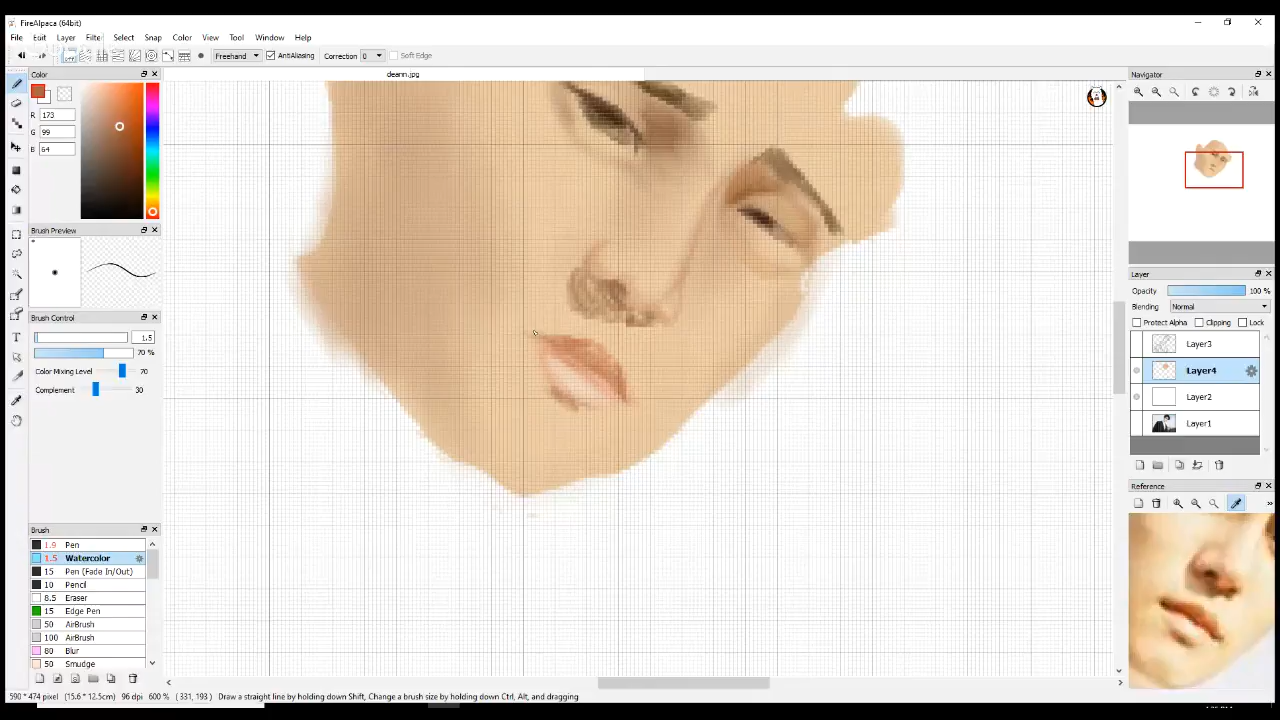 FireAlpaca (64bit)
File Edit Layer Filter Select Snap Color View Tool Window Help
Freehand AntiAliasing Correction 0 Soft Edge
Color
deann.jpg
Navigator
R 173
G 99
B 64
Brush Preview
Brush Control
1.5
70 %
Color Mixing Level 70
Complement 30
Layer
Opacity 100 %
Blending Normal
Protect Alpha Clipping Lock
Layer3
Layer4
Layer2
Layer1
Reference
»
Brush
1.9 Pen
1.5 Watercolor
15 Pen (Fade In/Out)
10 Pencil
8.5 Eraser
15 Edge Pen
50 AirBrush
100 AirBrush
80 Blur
50 Smudge
590 * 474 pixel (15.6 * 12.5cm) 96 dpi 600 % (331, 193) Draw a straight line by holding down Shift, Change a brush size by holding down Ctrl, Alt, and dragging